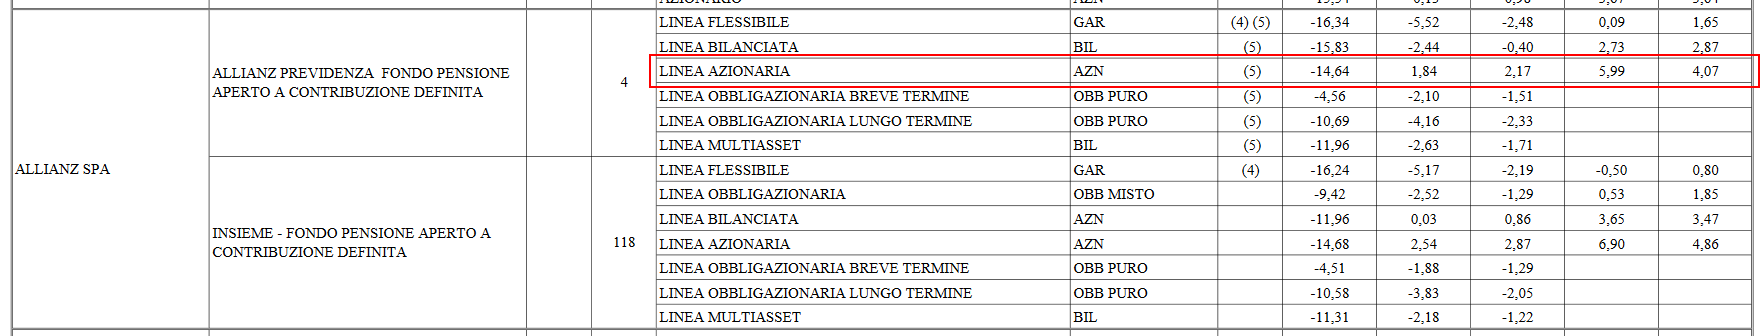 LINEA FLESSIBILE GAR (4) (5) -16,34 -5,52 -2,48 0,09 1,65
LINEA BILANCIATA BIL (5) -15,83 -2,44 -0,40 2,73 2,87
ALLIANZ PREVIDENZA FONDO PENSIONE
APERTO A CONTRIBUZIONE DEFINITA
4
LINEA AZIONARIA AZN (5) -14,64 1,84 2,17 5,99 4,07
LINEA OBBLIGAZIONARIA BREVE TERMINE OBB PURO (5) -4,56 -2,10 -1,51
LINEA OBBLIGAZIONARIA LUNGO TERMINE OBB PURO (5) -10,69 -4,16 -2,33
LINEA MULTIASSET BIL (5) -11,96 -2,63 -1,71
ALLIANZ SPA
LINEA FLESSIBILE GAR (4) -16,24 -5,17 -2,19 -0,50 0,80
LINEA OBBLIGAZIONARIA OBB MISTO -9,42 -2,52 -1,29 0,53 1,85
LINEA BILANCIATA AZN -11,96 0,03 0,86 3,65 3,47
INSIEME - FONDO PENSIONE APERTO A
CONTRIBUZIONE DEFINITA
118
LINEA AZIONARIA AZN -14,68 2,54 2,87 6,90 4,86
LINEA OBBLIGAZIONARIA BREVE TERMINE OBB PURO -4,51 -1,88 -1,29
LINEA OBBLIGAZIONARIA LUNGO TERMINE OBB PURO -10,58 -3,83 -2,05
LINEA MULTIASSET BIL -11,31 -2,18 -1,22